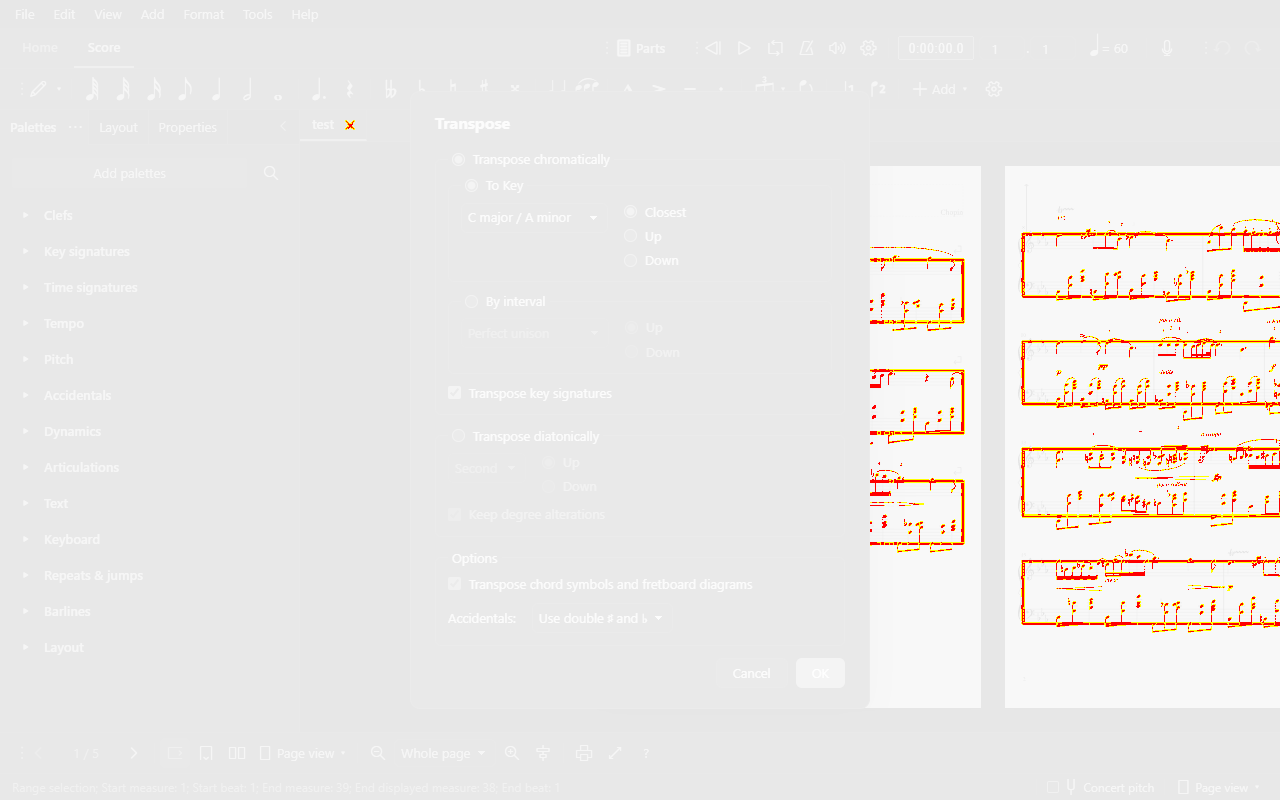 File Edit View Add Format Tools Help
Home Score Parts 0:00:00.0 1 . 1 = 60
Add
Palettes Layout Properties test
Transpose
Add palettes
Transpose chromatically
To Key
C major / A minor
Closest
Up
Down
By interval
Perfect unison
Up
Down
Transpose key signatures
Transpose diatonically
Second
Up
Down
Keep degree alterations
Options
Transpose chord symbols and fretboard diagrams
Accidentals: Use double ♯ and ♭
Cancel OK
Clefs
Key signatures
Time signatures
Tempo
Pitch
Accidentals
Dynamics
Articulations
Text
Keyboard
Repeats & jumps
Barlines
Layout
Chopin
1 / 5 Page view Whole page ?
Range selection: Start measure: 1; Start beat: 1; End measure: 39; End displayed measure: 38; End beat: 1
Concert pitch Page view